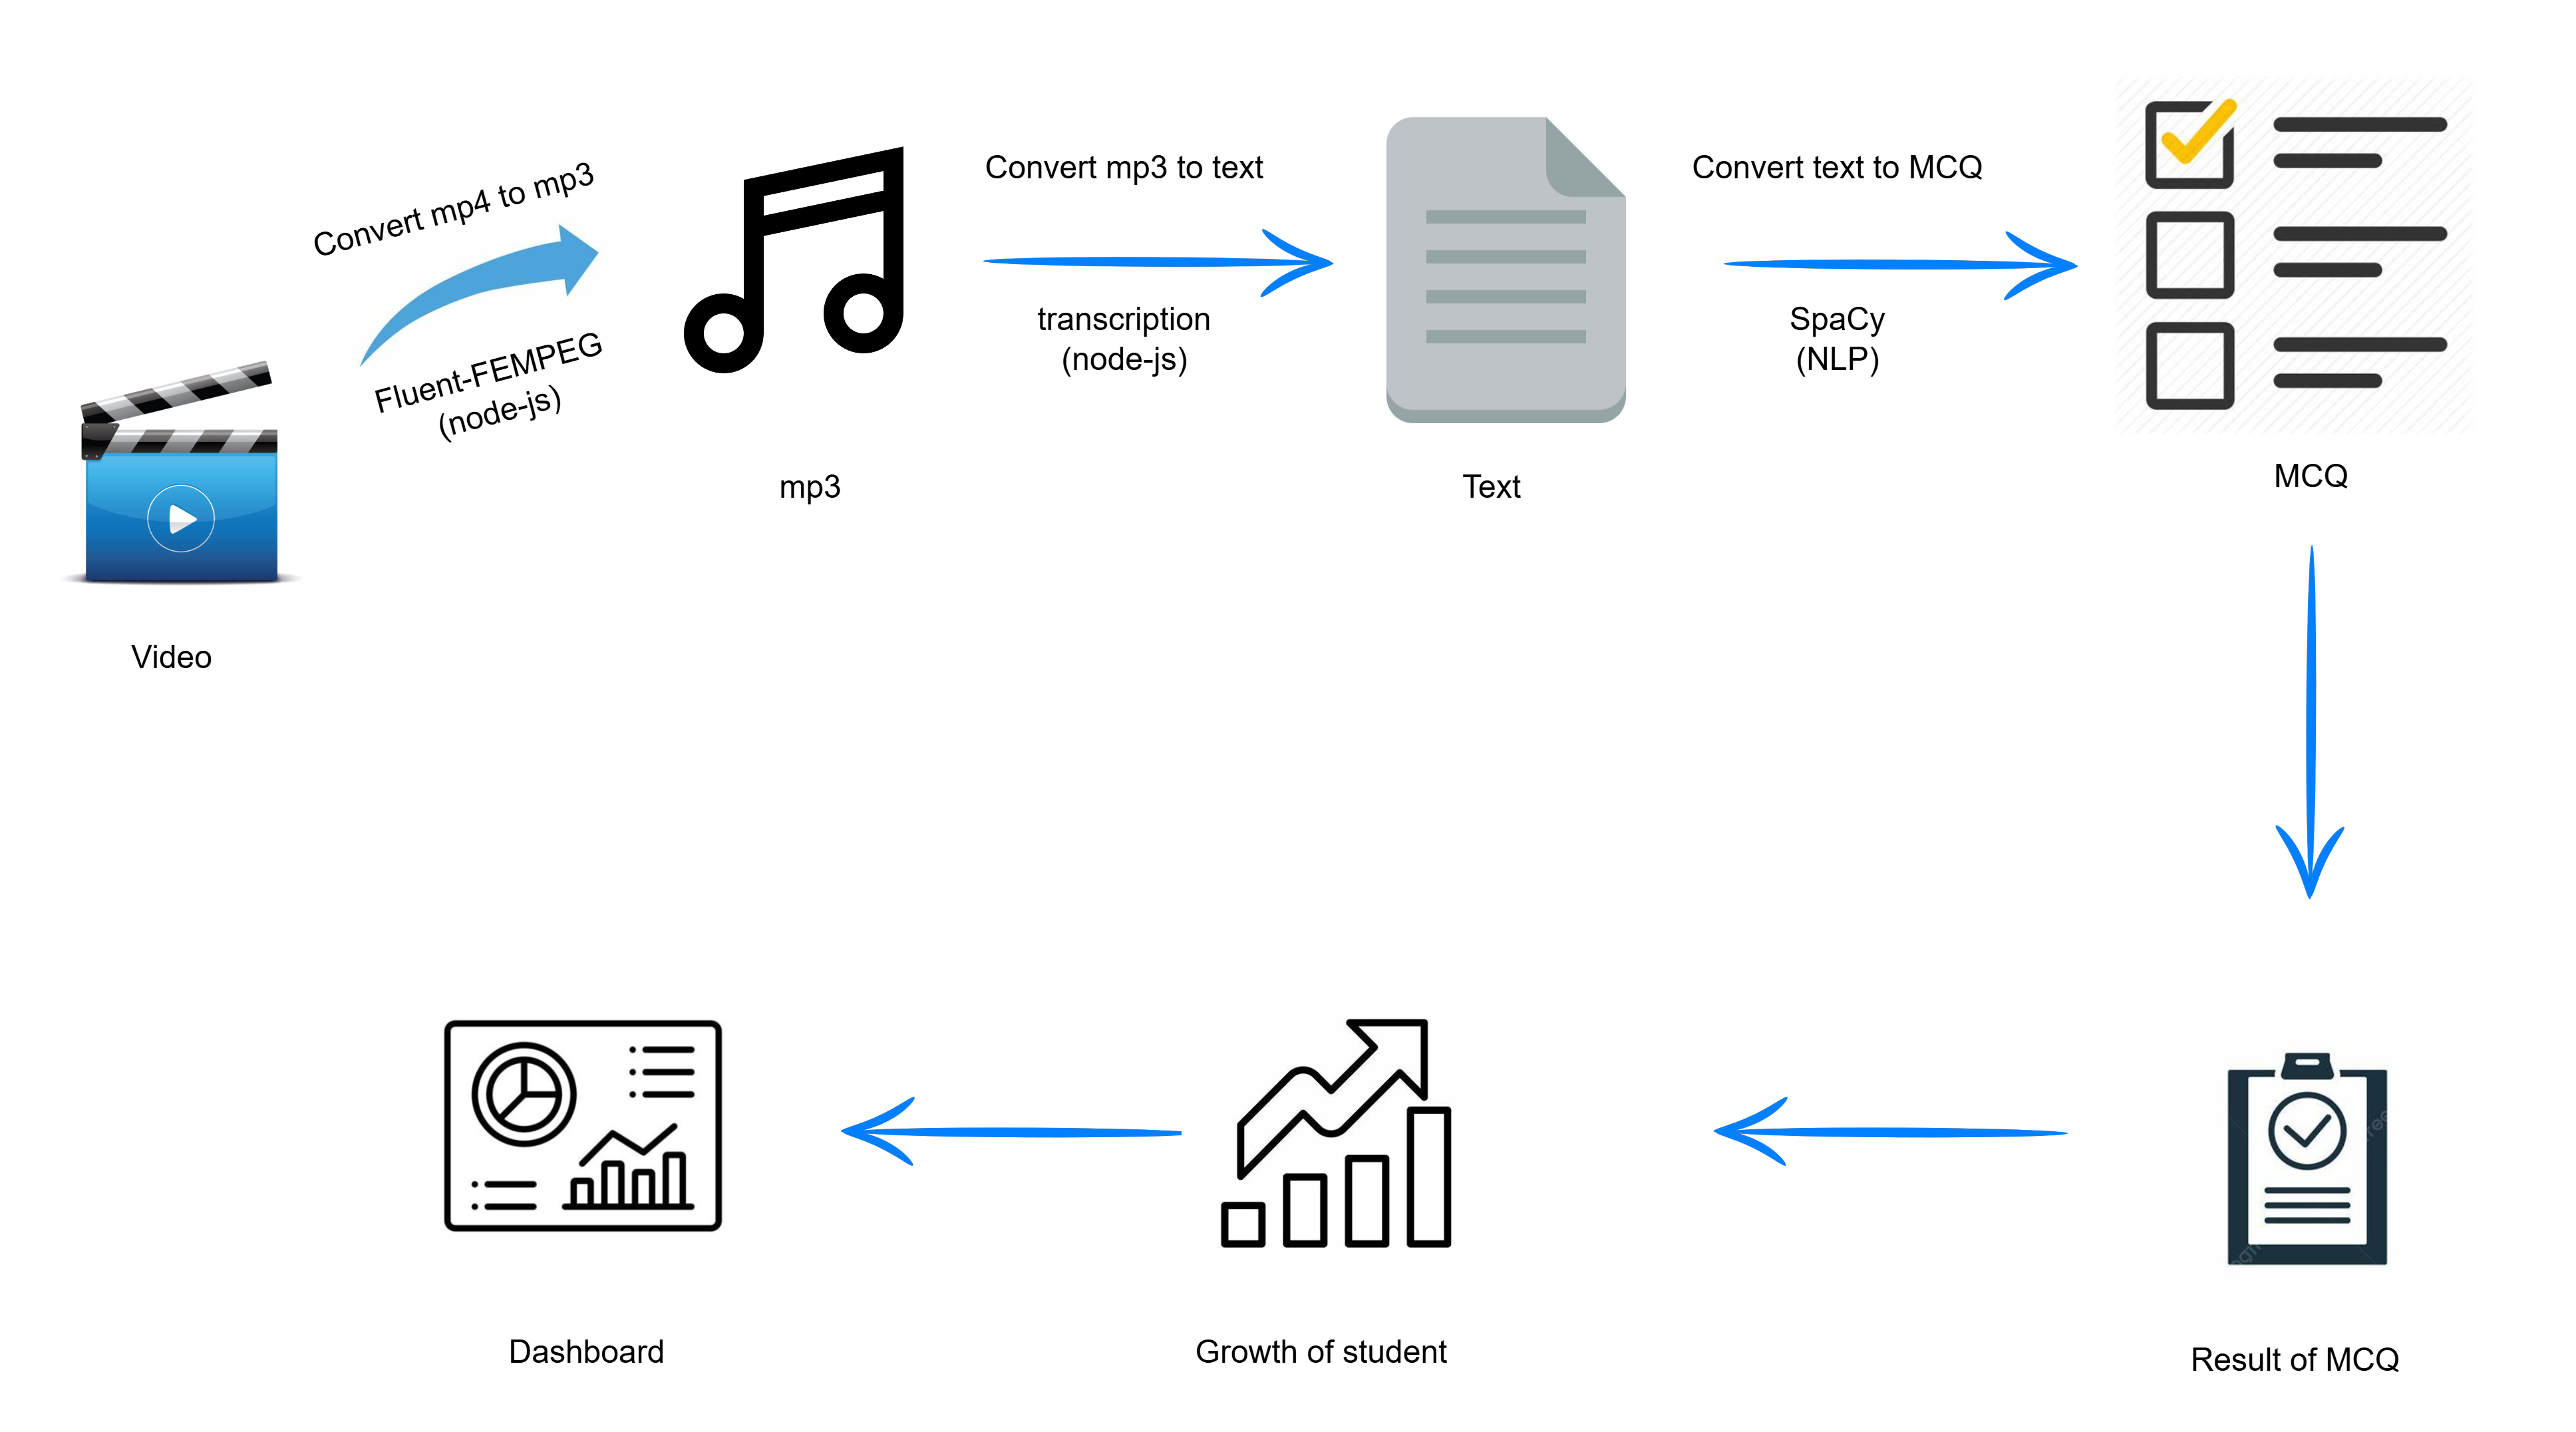 Convert mp4 to mp3
Fluent-FEMPEG
(node-js)
Video
mp3
Convert mp3 to text
transcription
(node-js)
Text
Convert text to MCQ
SpaCy
(NLP)
MCQ
Result of MCQ
Growth of student
Dashboard